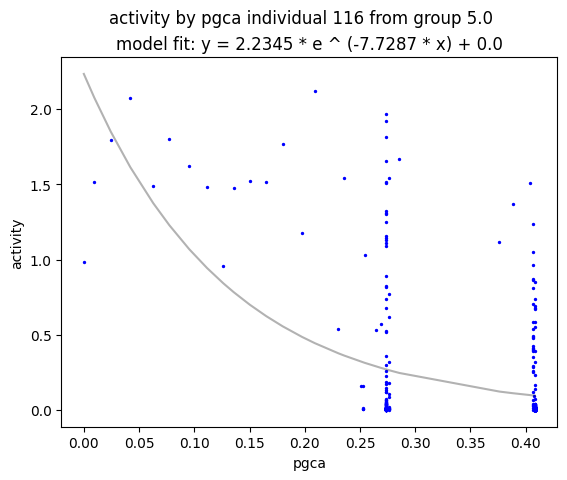 activity by pgca individual 116 from group 5.0
model fit: y = 2.2345 * e ^ (-7.7287 * x) + 0.0
2.0
1.5
1.0
0.5
0.0
activity
0.00 0.05 0.10 0.15 0.20 0.25 0.30 0.35 0.40
pgca